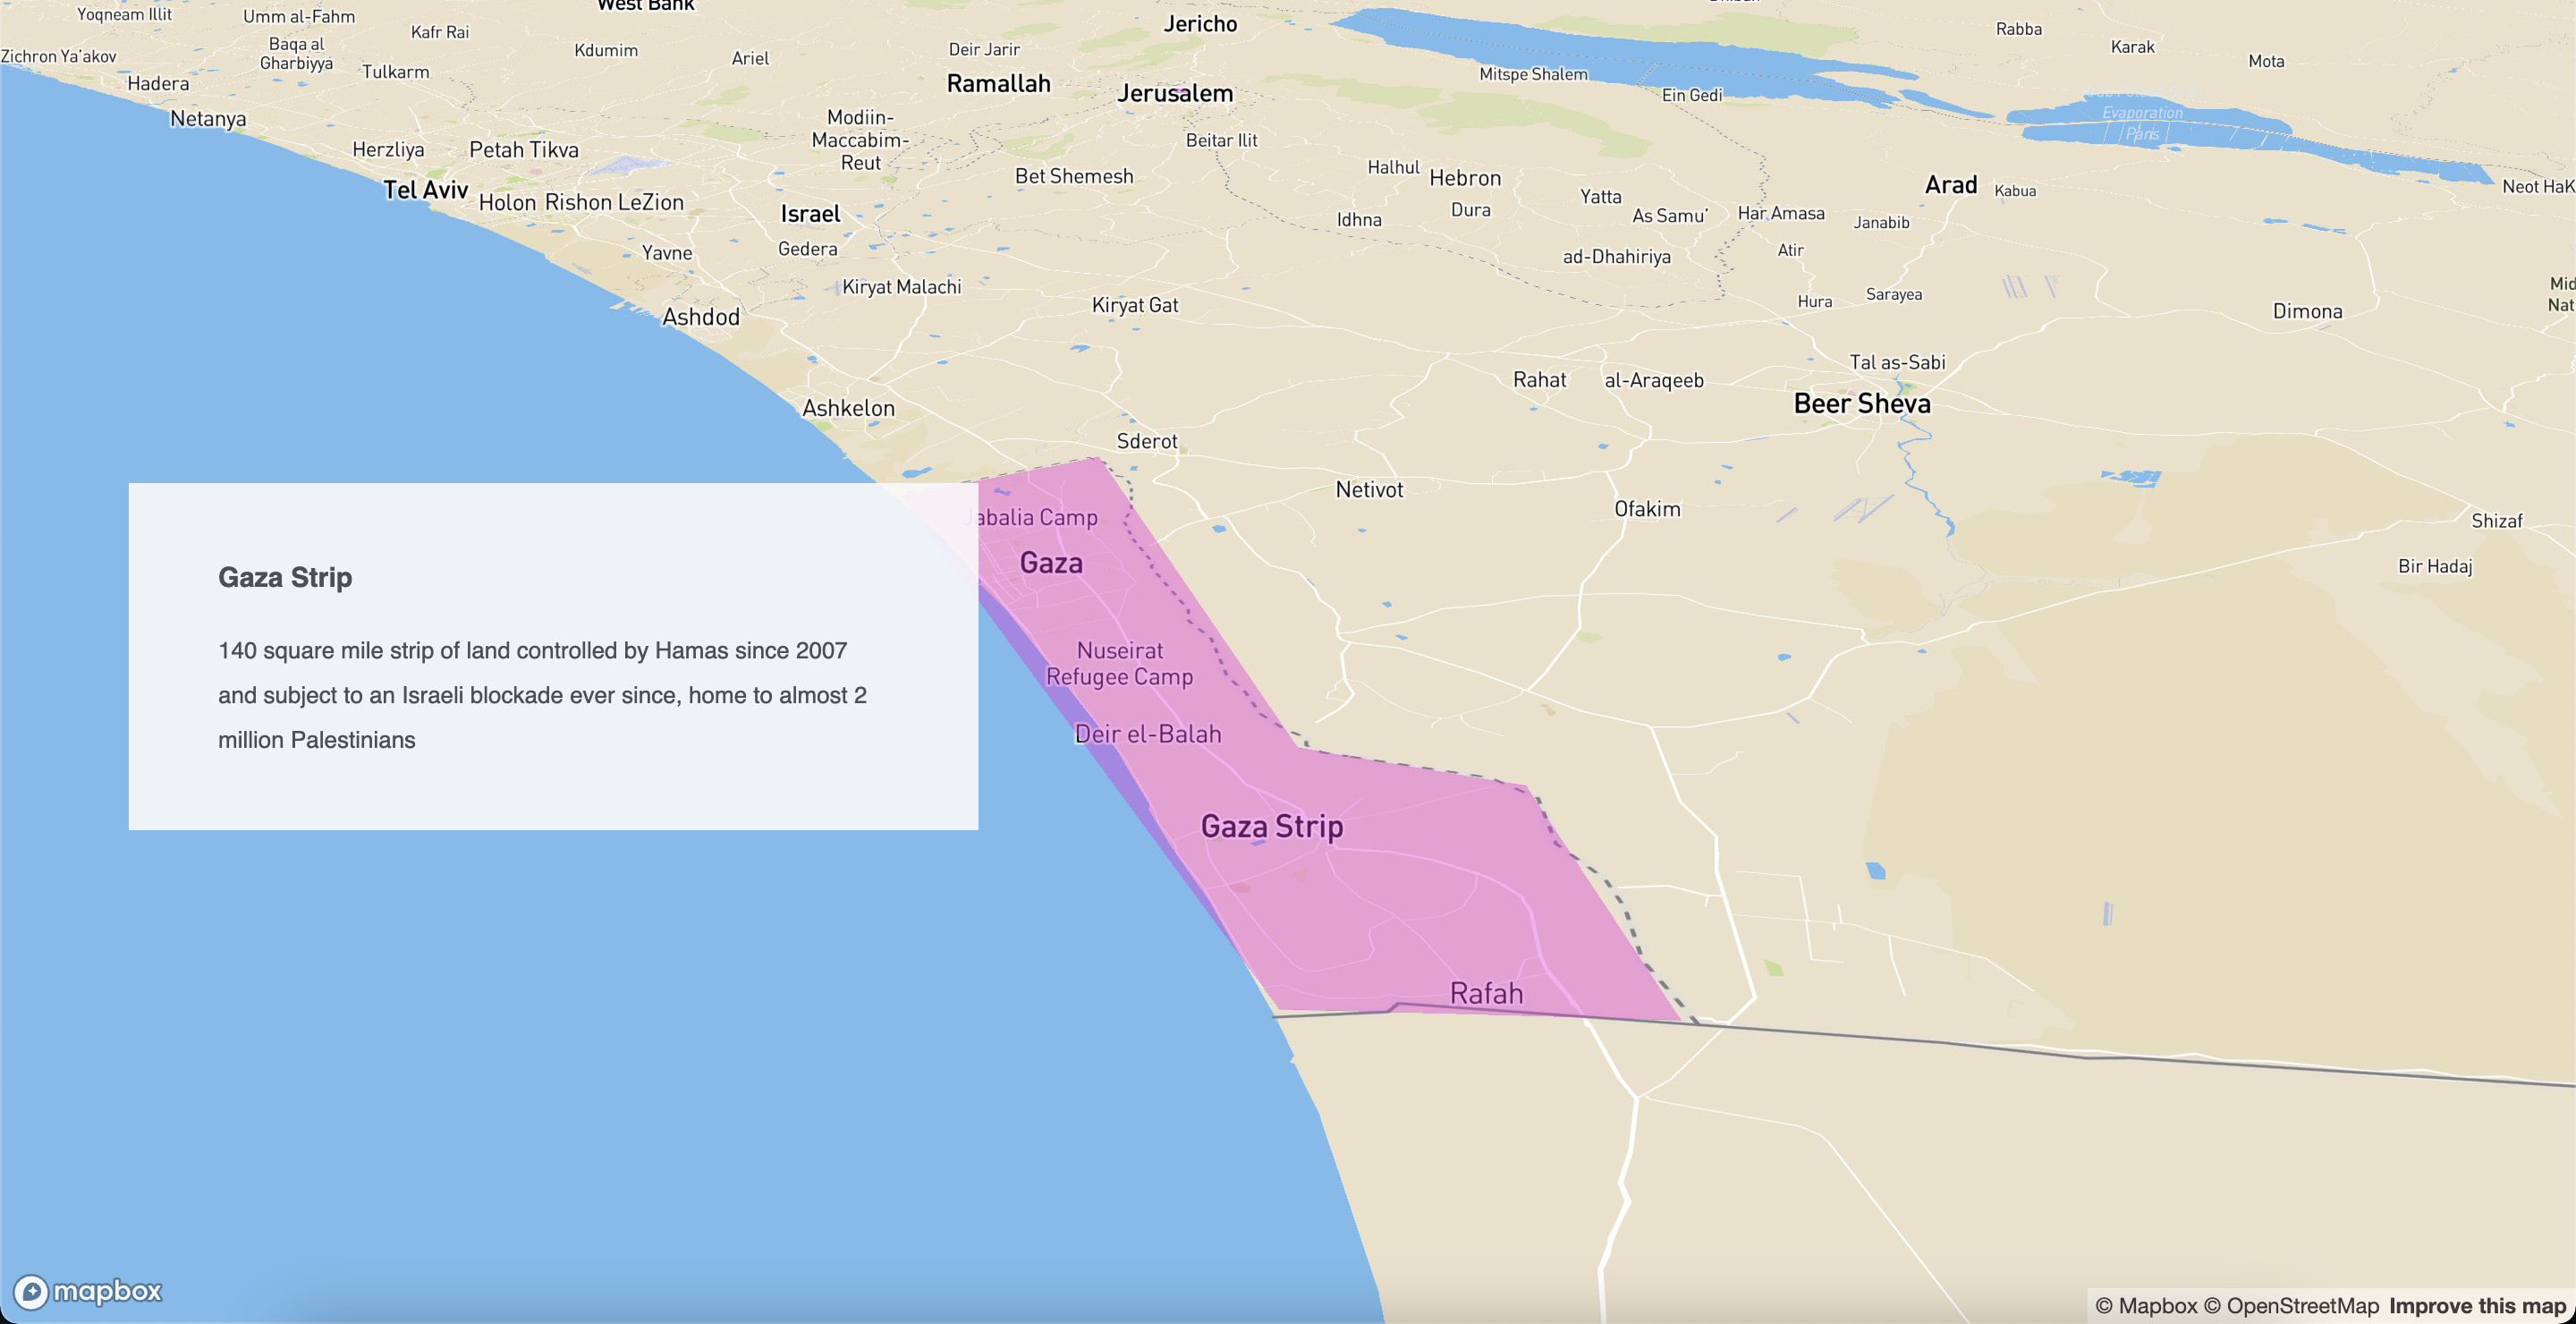 West Bank
Yoqneam Illit
Umm al-Fahm
Kafr Rai
Jericho
Rabba
Karak
Mota
Zichron Ya'akov
Baqa al
Gharbiyya
Kdumim
Ariel
Deir Jarir
Tulkarm
Hadera
Ramallah
Jerusalem
Mitspe Shalem
Ein Gedi
Evaporation
Pans
Netanya
Modiin-
Maccabim-
Reut
Herzliya
Petah Tikva
Beitar Ilit
Bet Shemesh
Halhul
Hebron
Tel Aviv
Holon
Rishon LeZion
Israel
Idhna
Dura
Yatta
As Samu'
Har Amasa
Arad
Kabua
Neot HaK
Janabib
Yavne
Gedera
ad-Dhahiriya
Atir
Kiryat Malachi
Kiryat Gat
Hura
Sarayea
Mid
Nat
Dimona
Ashdod
Tal as-Sabi
Rahat
al-Araqeeb
Beer Sheva
Ashkelon
Sderot
Netivot
Ofakim
Shizaf
Bir Hadaj
Jabalia Camp
Gaza
Nuseirat
Refugee Camp
Deir el-Balah
Gaza Strip
Rafah
Gaza Strip
140 square mile strip of land controlled by Hamas since 2007
and subject to an Israeli blockade ever since, home to almost 2
million Palestinians
mapbox
© Mapbox © OpenStreetMap Improve this map